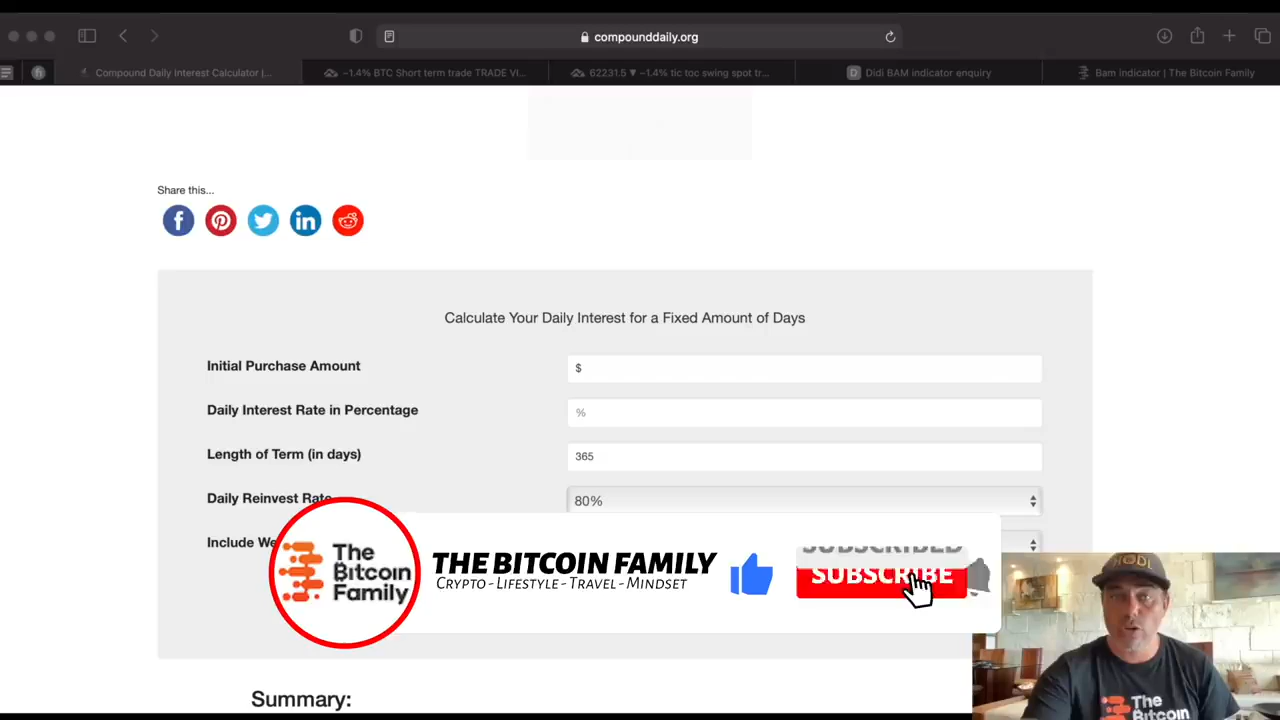 compounddaily.org
Compound Daily Interest Calculator |...
−1.4% BTC Short term trade TRADE VI...
62231.5 ▼ −1.4% tic toc swing spot tr...
Didi BAM indicator enquiry
Bam indicator | The Bitcoin Family
Share this...
Calculate Your Daily Interest for a Fixed Amount of Days
Initial Purchase Amount
$
Daily Interest Rate in Percentage
%
Length of Term (in days)
365
Daily Reinvest Rate
80%
Include We
The
Bitcoin
Family
THE BITCOIN FAMILY
CRYPTO - LIFESTYLE - TRAVEL - MINDSET
SUBSCRIBED
SUBSCRIBE
HODL
The
Bitcoin
Summary: